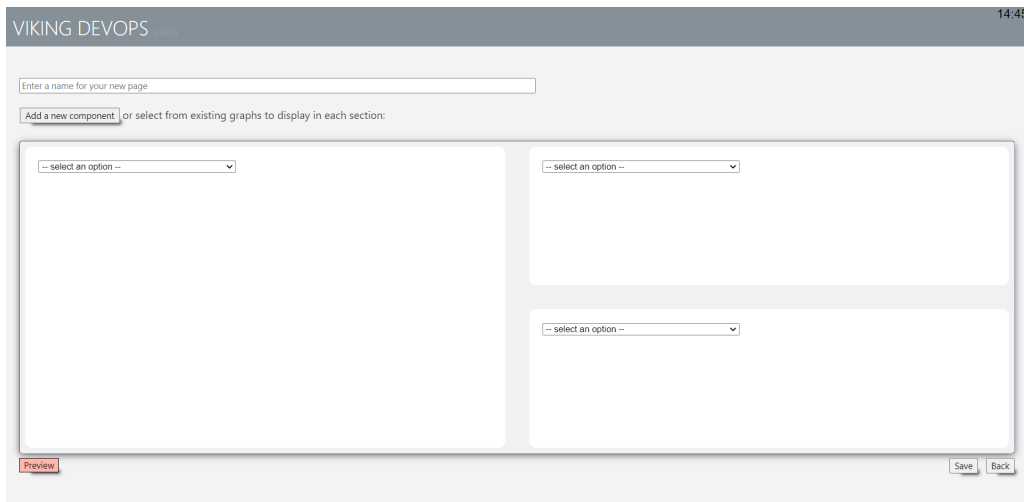 14:45
VIKING DEVOPS
Enter a name for your new page
Add a new component or select from existing graphs to display in each section:
-- select an option --
-- select an option --
-- select an option --
Preview
Save Back